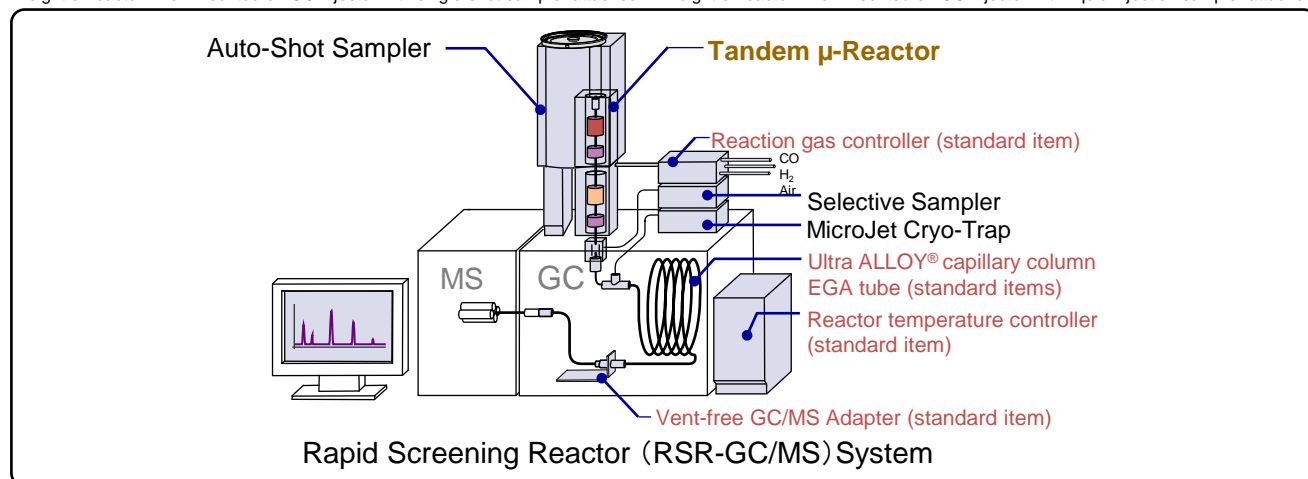 Auto-Shot Sampler
Tandem µ-Reactor
Reaction gas controller (standard item)
CO
H₂
Air
Selective Sampler
MicroJet Cryo-Trap
Ultra ALLOY® capillary column
EGA tube (standard items)
Reactor temperature controller
(standard item)
MS
GC
Vent-free GC/MS Adapter (standard item)
Rapid Screening Reactor (RSR-GC/MS) System